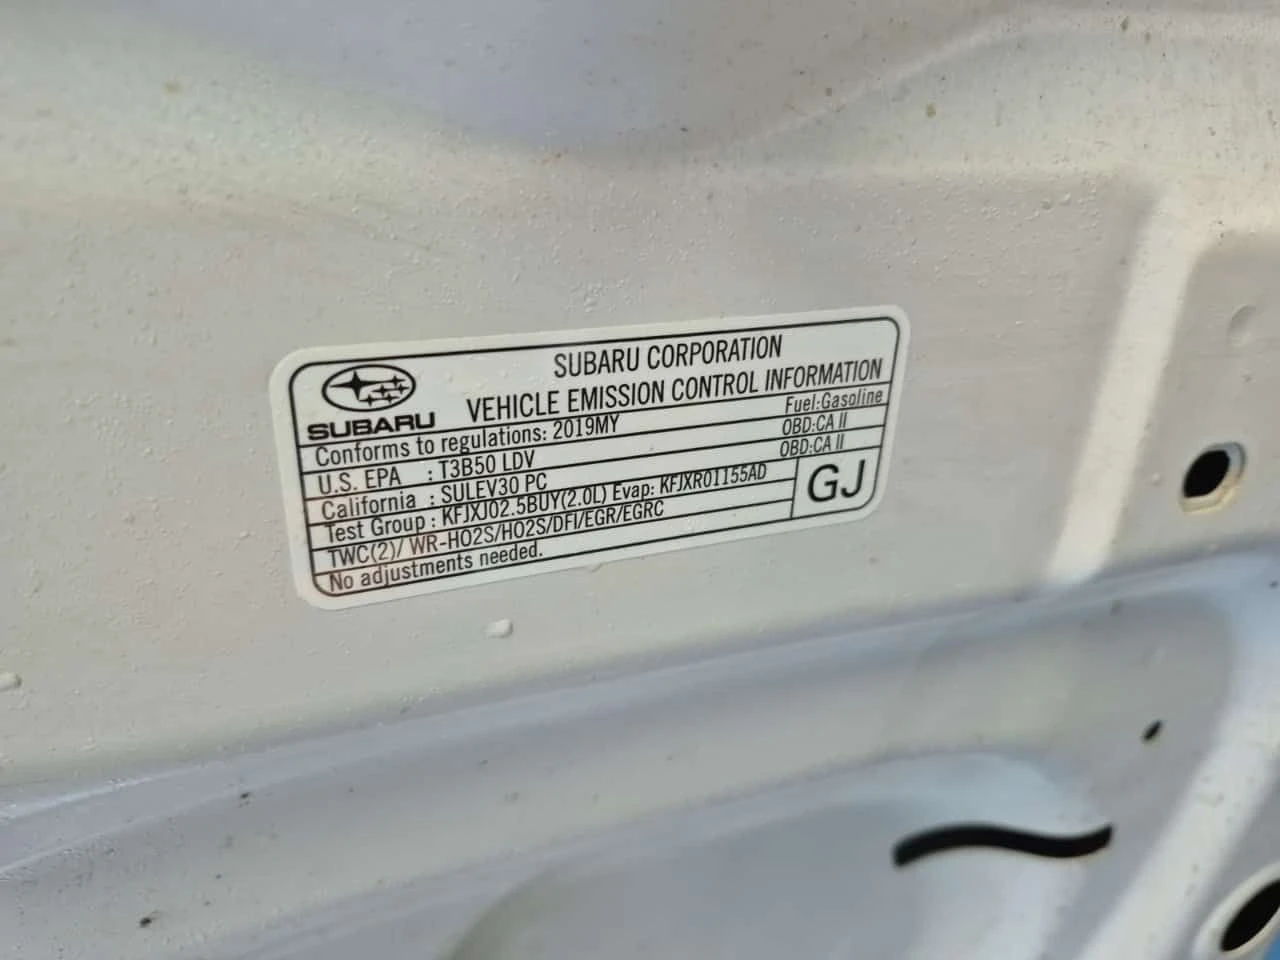 SUBARU CORPORATION
SUBARU
VEHICLE EMISSION CONTROL INFORMATION
Conforms to regulations: 2019MY Fuel:Gasoline
U.S. EPA : T3B50 LDV OBD:CA II
California : SULEV30 PC OBD:CA II
Test Group : KFJXJ02.5BUY(2.0L) Evap: KFJXR01155AD
TWC(2)/ WR-HO2S/HO2S/DFI/EGR/EGRC
GJ
No adjustments needed.